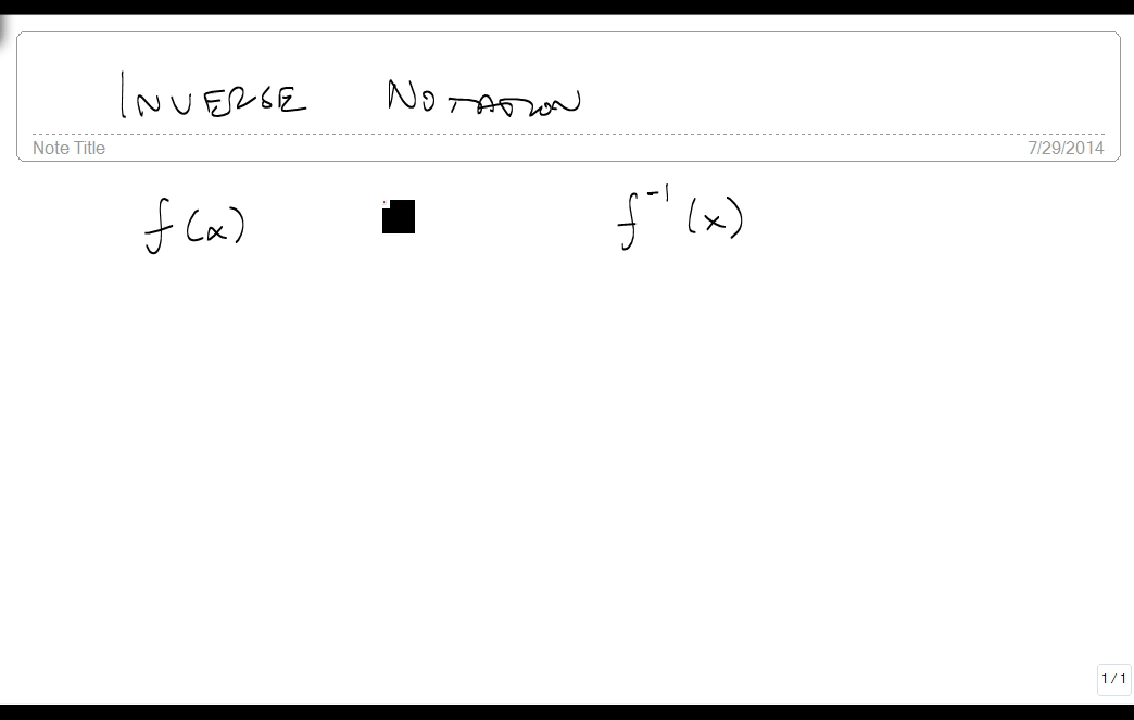 INVERSE NOTATION
Note Title 7/29/2014
f(x) f⁻¹(x)
1/1